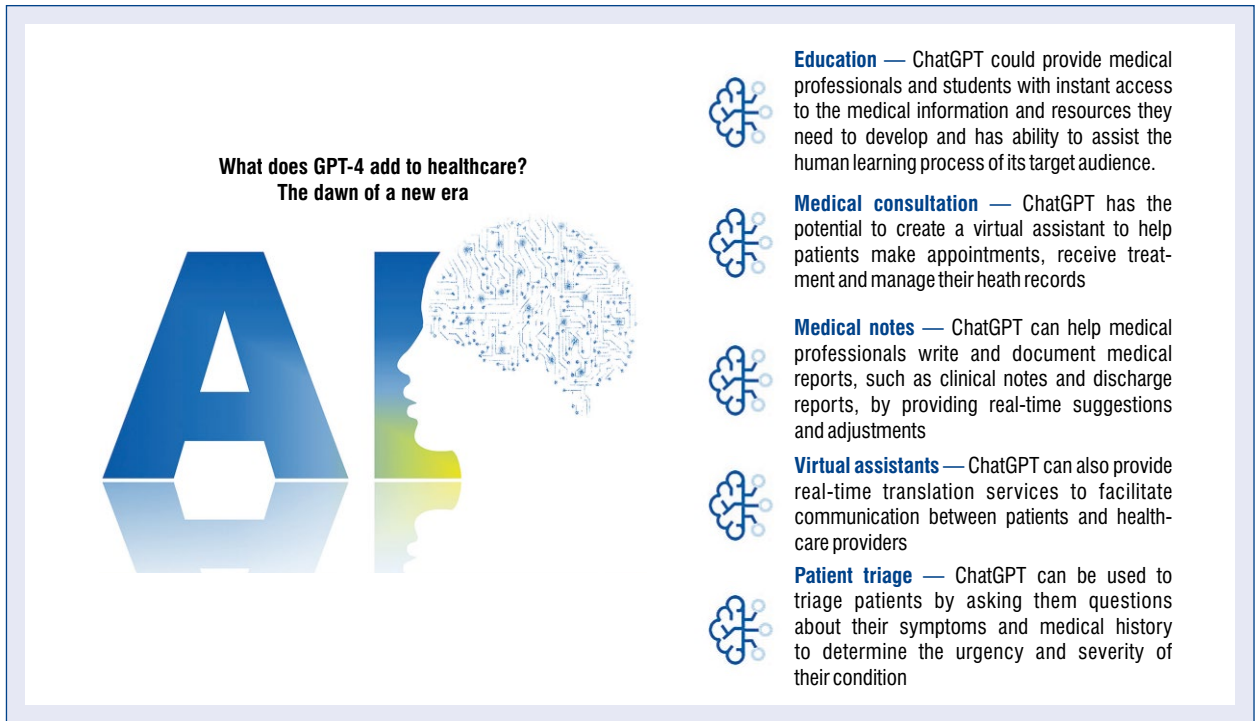 What does GPT-4 add to healthcare?
The dawn of a new era
AI
Education — ChatGPT could provide medical
professionals and students with instant access
to the medical information and resources they
need to develop and has ability to assist the
human learning process of its target audience.
Medical consultation — ChatGPT has the
potential to create a virtual assistant to help
patients make appointments, receive treat-
ment and manage their heath records
Medical notes — ChatGPT can help medical
professionals write and document medical
reports, such as clinical notes and discharge
reports, by providing real-time suggestions
and adjustments
Virtual assistants — ChatGPT can also provide
real-time translation services to facilitate
communication between patients and health-
care providers
Patient triage — ChatGPT can be used to
triage patients by asking them questions
about their symptoms and medical history
to determine the urgency and severity of
their condition